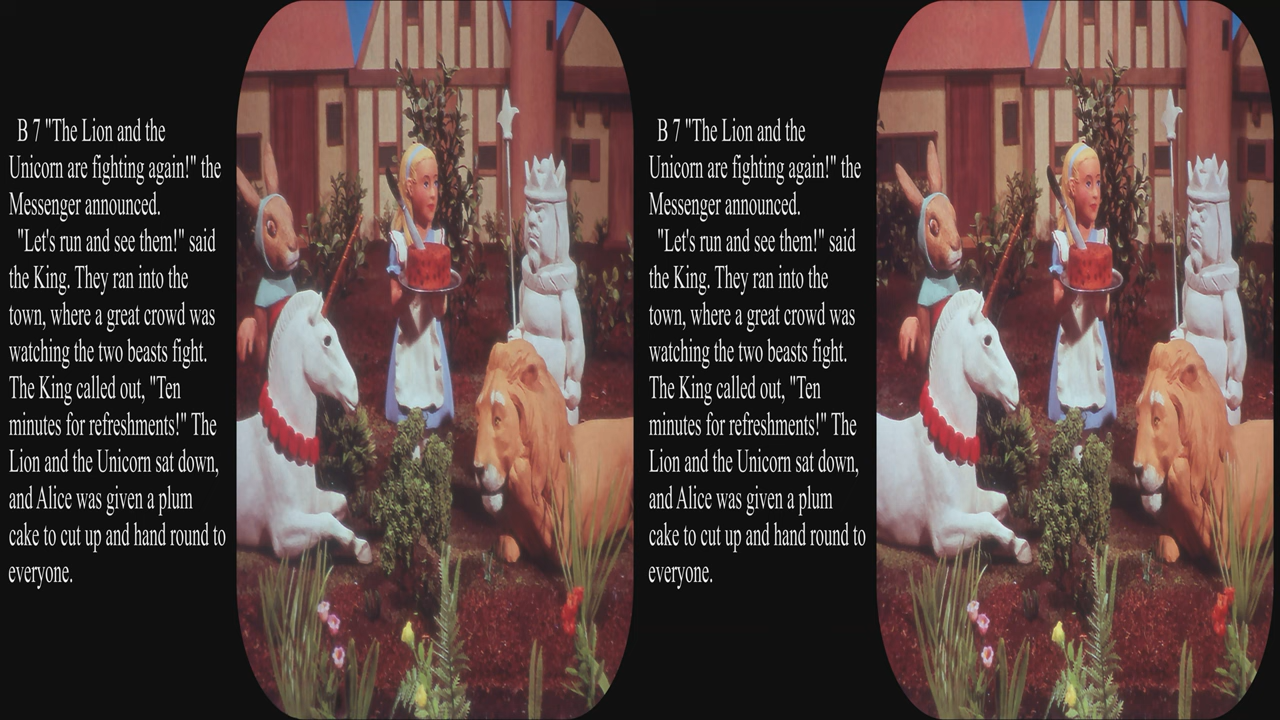 B 7 "The Lion and the
Unicorn are fighting again!" the
Messenger announced.
"Let's run and see them!" said
the King. They ran into the
town, where a great crowd was
watching the two beasts fight.
The King called out, "Ten
minutes for refreshments!" The
Lion and the Unicorn sat down,
and Alice was given a plum
cake to cut up and hand round to
everyone.
B 7 "The Lion and the
Unicorn are fighting again!" the
Messenger announced.
"Let's run and see them!" said
the King. They ran into the
town, where a great crowd was
watching the two beasts fight.
The King called out, "Ten
minutes for refreshments!" The
Lion and the Unicorn sat down,
and Alice was given a plum
cake to cut up and hand round to
everyone.